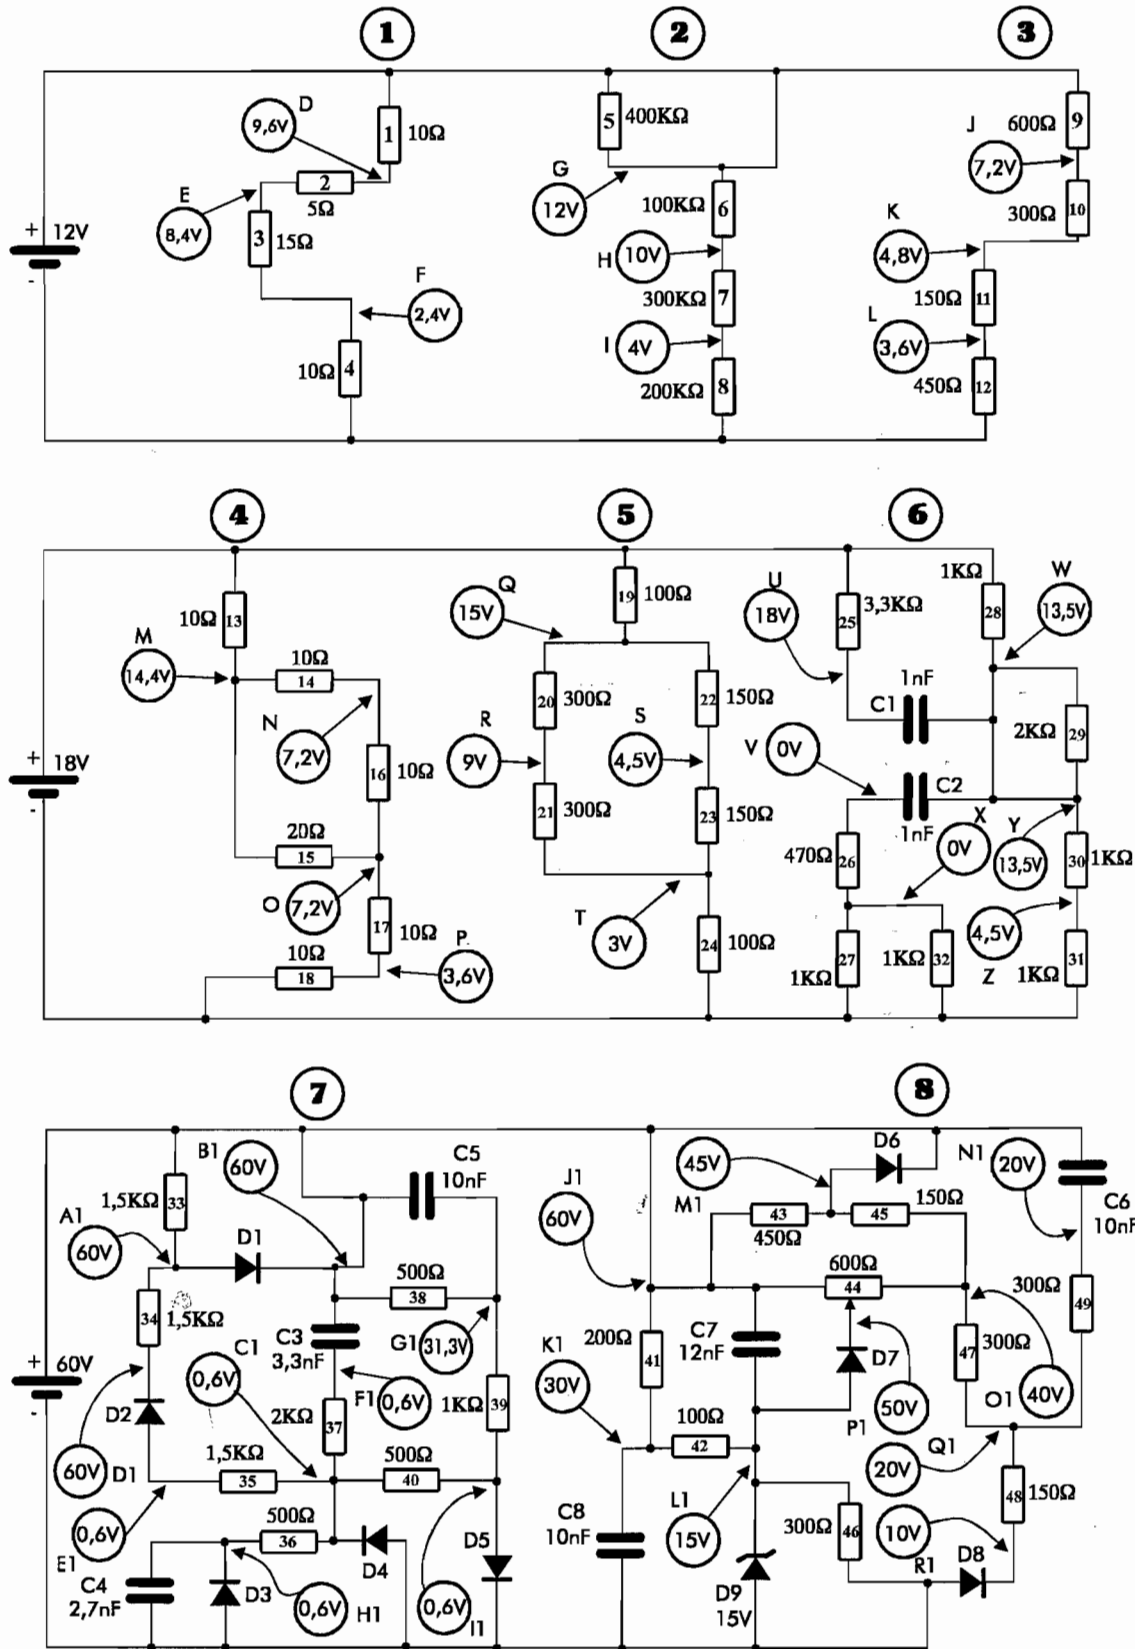 1 2 3
D
9,6V
1 10Ω
5 400KΩ
600Ω 9
J
7,2V
E
2
5Ω
G
12V
100KΩ 6
300Ω 10
8,4V
3 15Ω
K
+ 12V
-
H 10V
4,8V
F
2,4V
300KΩ 7
150Ω 11
L
I 4V
3,6V
10Ω 4
200KΩ 8
450Ω 12
4 5 6
U
1KΩ
W
10Ω 13
Q
15V
19 100Ω
18V
25 3,3KΩ
28
13,5V
M
14,4V
10Ω
14
20 300Ω
22 150Ω
1nF
C1
N
7,2V
R
S
2KΩ 29
+ 18V
-
16 10Ω
9V
4,5V
V 0V
C2
21 300Ω
23 150Ω
1nF
X Y
20Ω
15
470Ω 26
0V
13,5V
30 1KΩ
O 7,2V
T
3V
4,5V
17 10Ω
P.
3,6V
24 100Ω
10Ω
18
1KΩ 27
1KΩ 32
Z
1KΩ 31
7 8
B1
60V
C5
10nF
J1
45V
M1
D6
N1
20V
1,5KΩ 33
A1
60V
D1
60V
43
450Ω
45
150Ω
C6
10nF
500Ω
38
600Ω
44
34 1,5KΩ
C1
C3
3,3nF
G1 31,3V
200Ω 41
C7
12nF
D7
47 300Ω
300Ω 49
+ 60V
-
0,6V
K1
30V
F1 0,6V
1KΩ 39
O1 40V
D2
2KΩ 37
100Ω
42
P1
50V
60V D1
1,5KΩ
35
500Ω
40
Q1
20V
48 150Ω
0,6V
E1
500Ω
36
C8
10nF
L1
15V
300Ω 46
10V
R1
D8
C4
2,7nF
D3
D4
D5
H1
0,6V
0,6V
I1
D9
15V